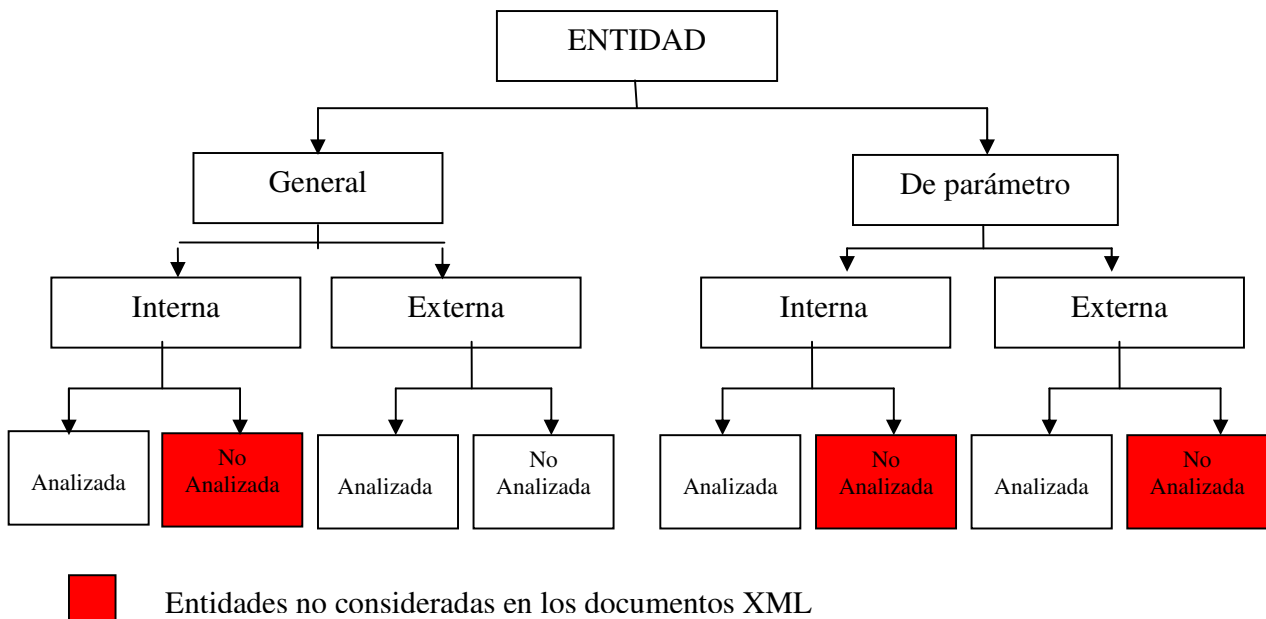 ENTIDAD
General
De parámetro
Interna
Externa
Interna
Externa
Analizada
No
Analizada
Analizada
No
Analizada
Analizada
No
Analizada
Analizada
No
Analizada
Entidades no consideradas en los documentos XML